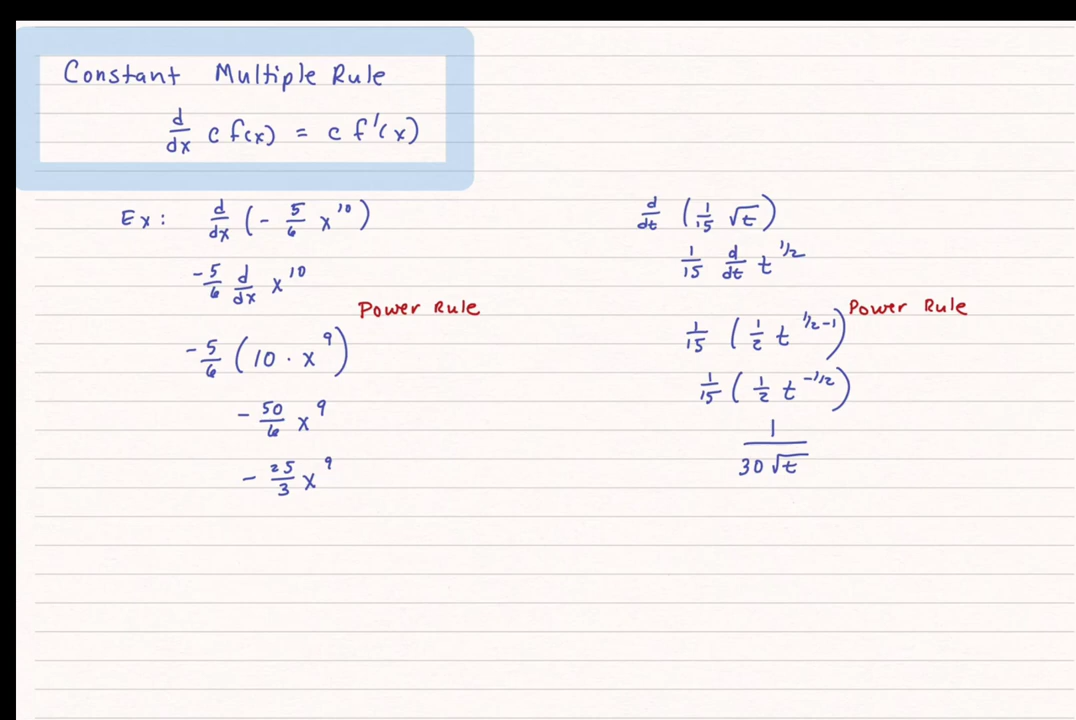 Constant Multiple Rule
d/dx c f(x) = c f'(x)
Ex: d/dx (- 5/6 x^10)
-5/6 d/dx x^10
Power Rule
-5/6 (10 · x^9)
- 50/6 x^9
- 25/3 x^9
d/dt (1/15 √t)
1/15 d/dt t^1/2
Power Rule
1/15 (1/2 t^1/2-1)
1/15 (1/2 t^-1/2)
1/30√t